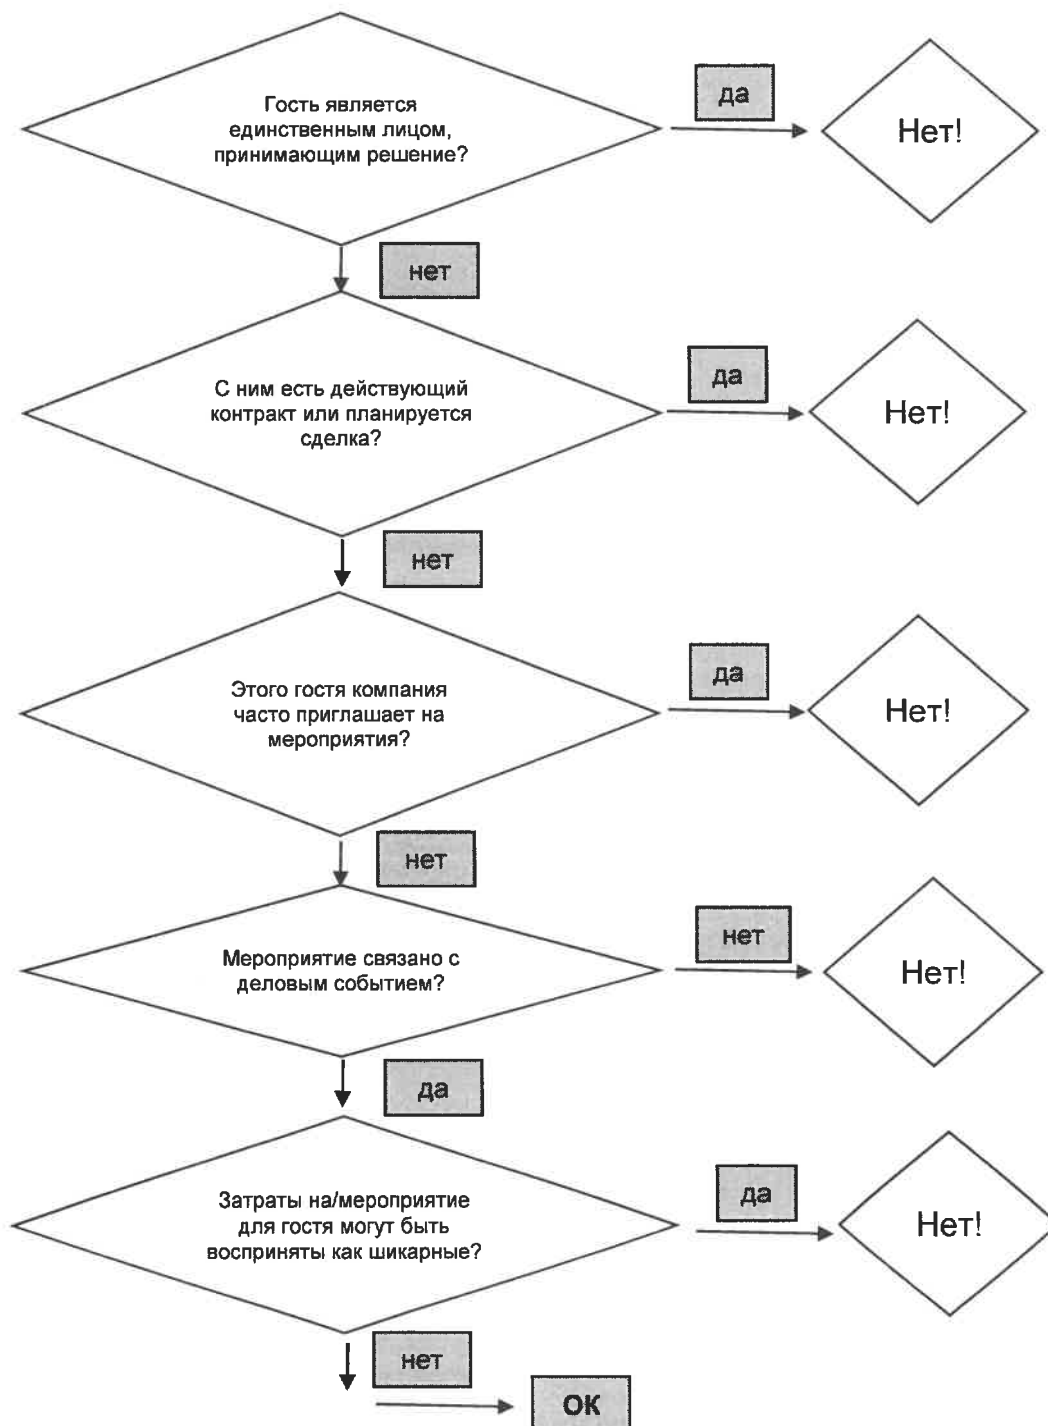 Гость является
единственным лицом,
принимающим решение?
да
Нет!
нет
С ним есть действующий
контракт или планируется
сделка?
да
Нет!
нет
Этого гостя компания
часто приглашает на
мероприятия?
да
Нет!
нет
Мероприятие связано с
деловым событием?
нет
Нет!
да
Затраты на/мероприятие
для гостя могут быть
восприняты как шикарные?
да
Нет!
нет
ОК